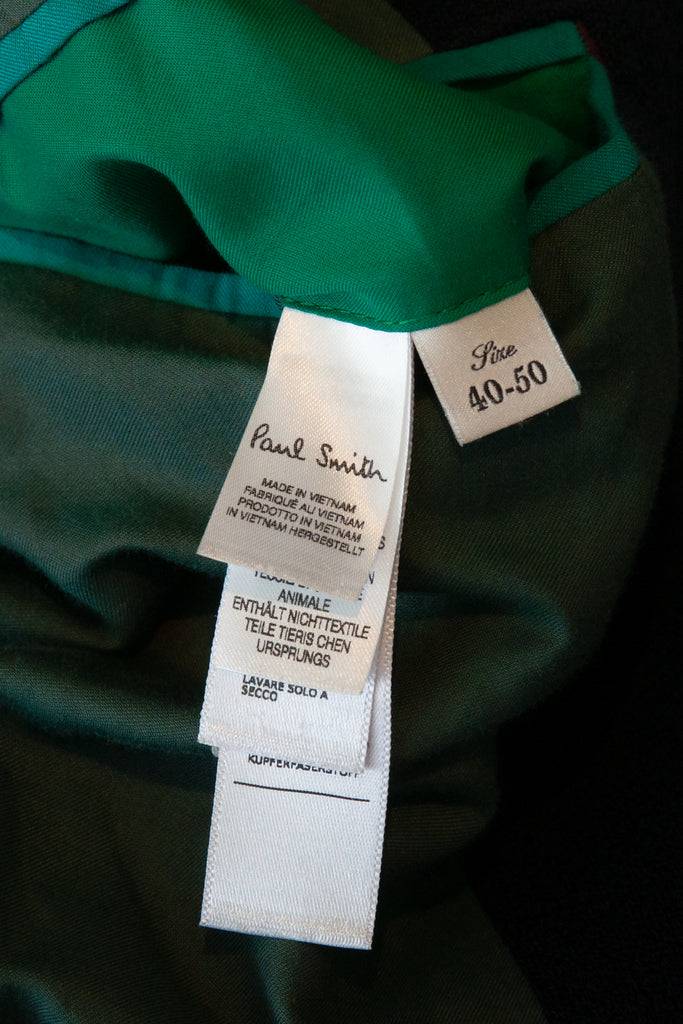 Size
40-50
Paul Smith
MADE IN VIETNAM
FABRIQUÉ AU VIETNAM
PRODOTTO IN VIETNAM
IN VIETNAM HERGESTELLT
ANIMALE
ENTHÄLT NICHTTEXTILE
TEILE TIERIS CHEN
URSPRUNGS
LAVARE SOLO A
SECCO
KUPFERFASERSTOFF